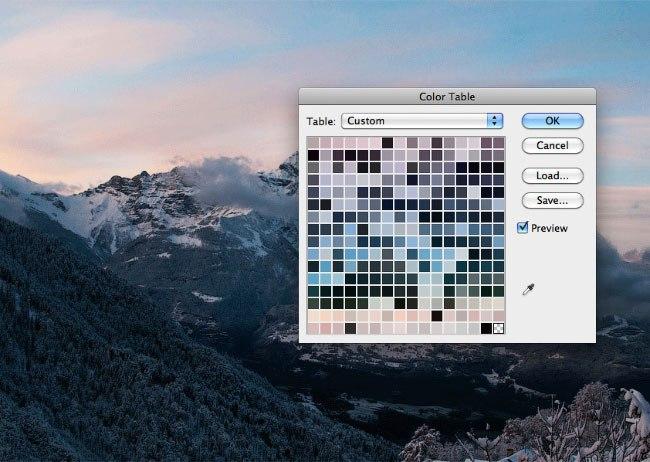 Color Table
Table: Custom
OK
Cancel
Load...
Save...
Preview